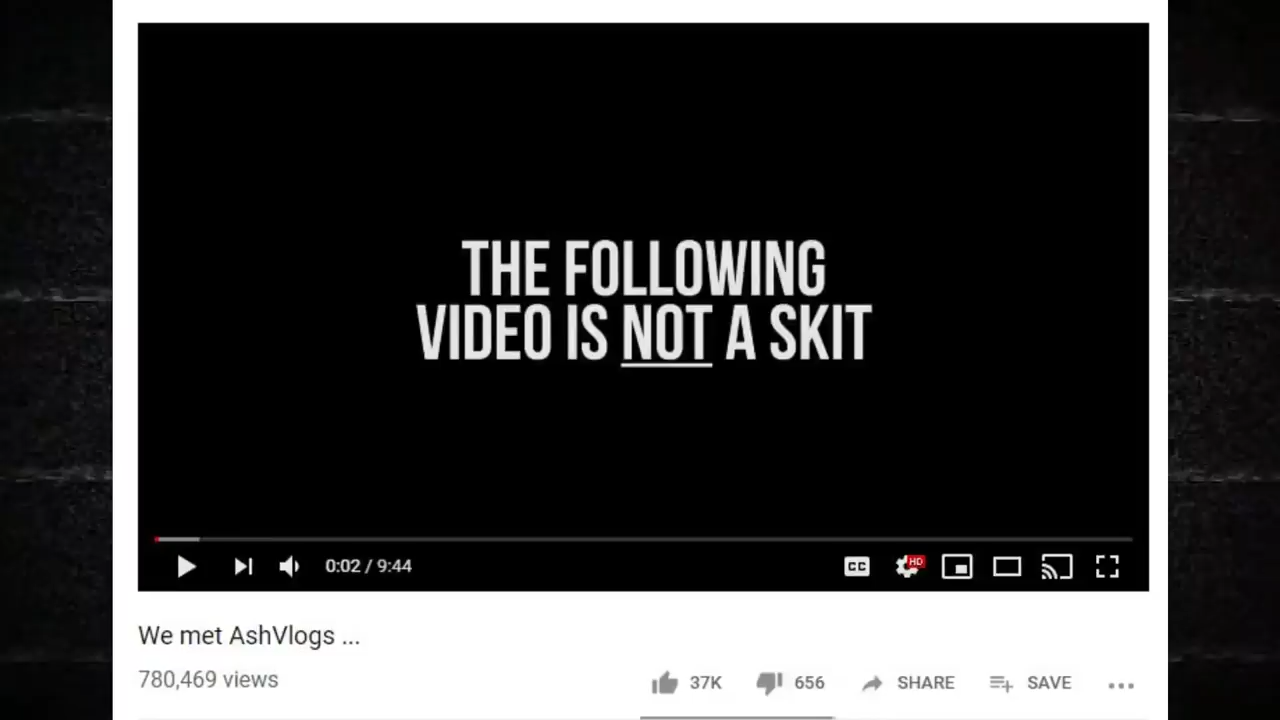 THE FOLLOWING
VIDEO IS NOT A SKIT
0:02 / 9:44
CC
HD
We met AshVlogs ...
780,469 views
37K
656
SHARE
SAVE